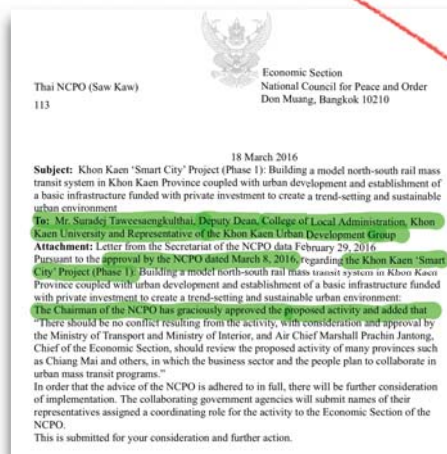 Thai NCPO (Saw Kaw)
113
Economic Section
National Council for Peace and Order
Don Muang, Bangkok 10210
18 March 2016
Subject: Khon Kaen 'Smart City' Project (Phase 1): Building a model north-south rail mass
transit system in Khon Kaen Province coupled with urban development and establishment of
a basic infrastructure funded with private investment to create a trend-setting and sustainable
urban environment
To: Mr. Suradej Taweesaengkulthai, Deputy Dean, College of Local Administration, Khon
Kaen University and Representative of the Khon Kaen Urban Development Group
Attachment: Letter from the Secretariat of the NCPO data February 29, 2016
Pursuant to the approval by the NCPO dated March 8, 2016, regarding the Khon Kaen 'Smart
City' Project (Phase 1): Building a model north-south rail mass transit system in Khon Kaen
Province coupled with urban development and establishment of a basic infrastructure funded
with private investment to create a trend-setting and sustainable urban environment:
The Chairman of the NCPO has graciously approved the proposed activity and added that
"There should be no conflict resulting from the activity, with consideration and approval by
the Ministry of Transport and Ministry of Interior, and Air Chief Marshall Prachin Jantong,
Chief of the Economic Section, should review the proposed activity of many provinces such
as Chiang Mai and others, in which the business sector and the people plan to collaborate in
urban mass transit programs."
In order that the advice of the NCPO is adhered to in full, there will be further consideration
of implementation. The collaborating government agencies will submit names of their
representatives assigned a coordinating role for the activity to the Economic Section of the
NCPO.
This is submitted for your consideration and further action.